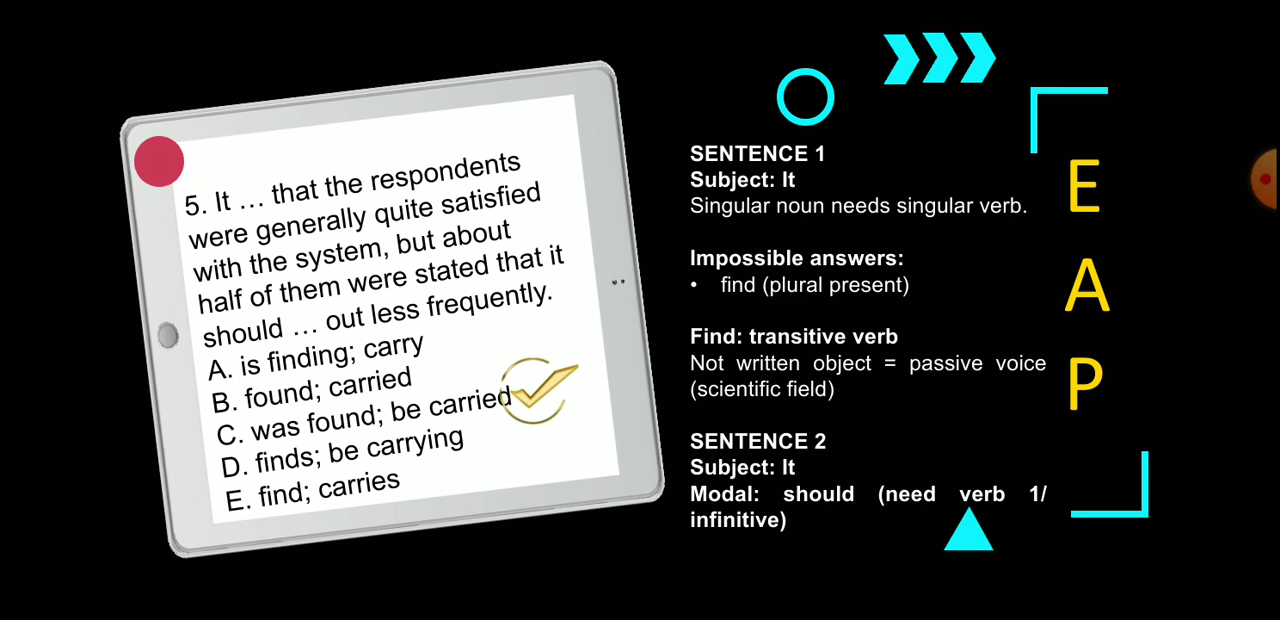 5. It … that the respondents
were generally quite satisfied
with the system, but about
half of them were stated that it
should … out less frequently.
A. is finding; carry
B. found; carried
C. was found; be carried
D. finds; be carrying
E. find; carries
SENTENCE 1
Subject: It
Singular noun needs singular verb.
Impossible answers:
• find (plural present)
Find: transitive verb
Not written object = passive voice
(scientific field)
SENTENCE 2
Subject: It
Modal: should (need verb 1/
infinitive)
E
A
P